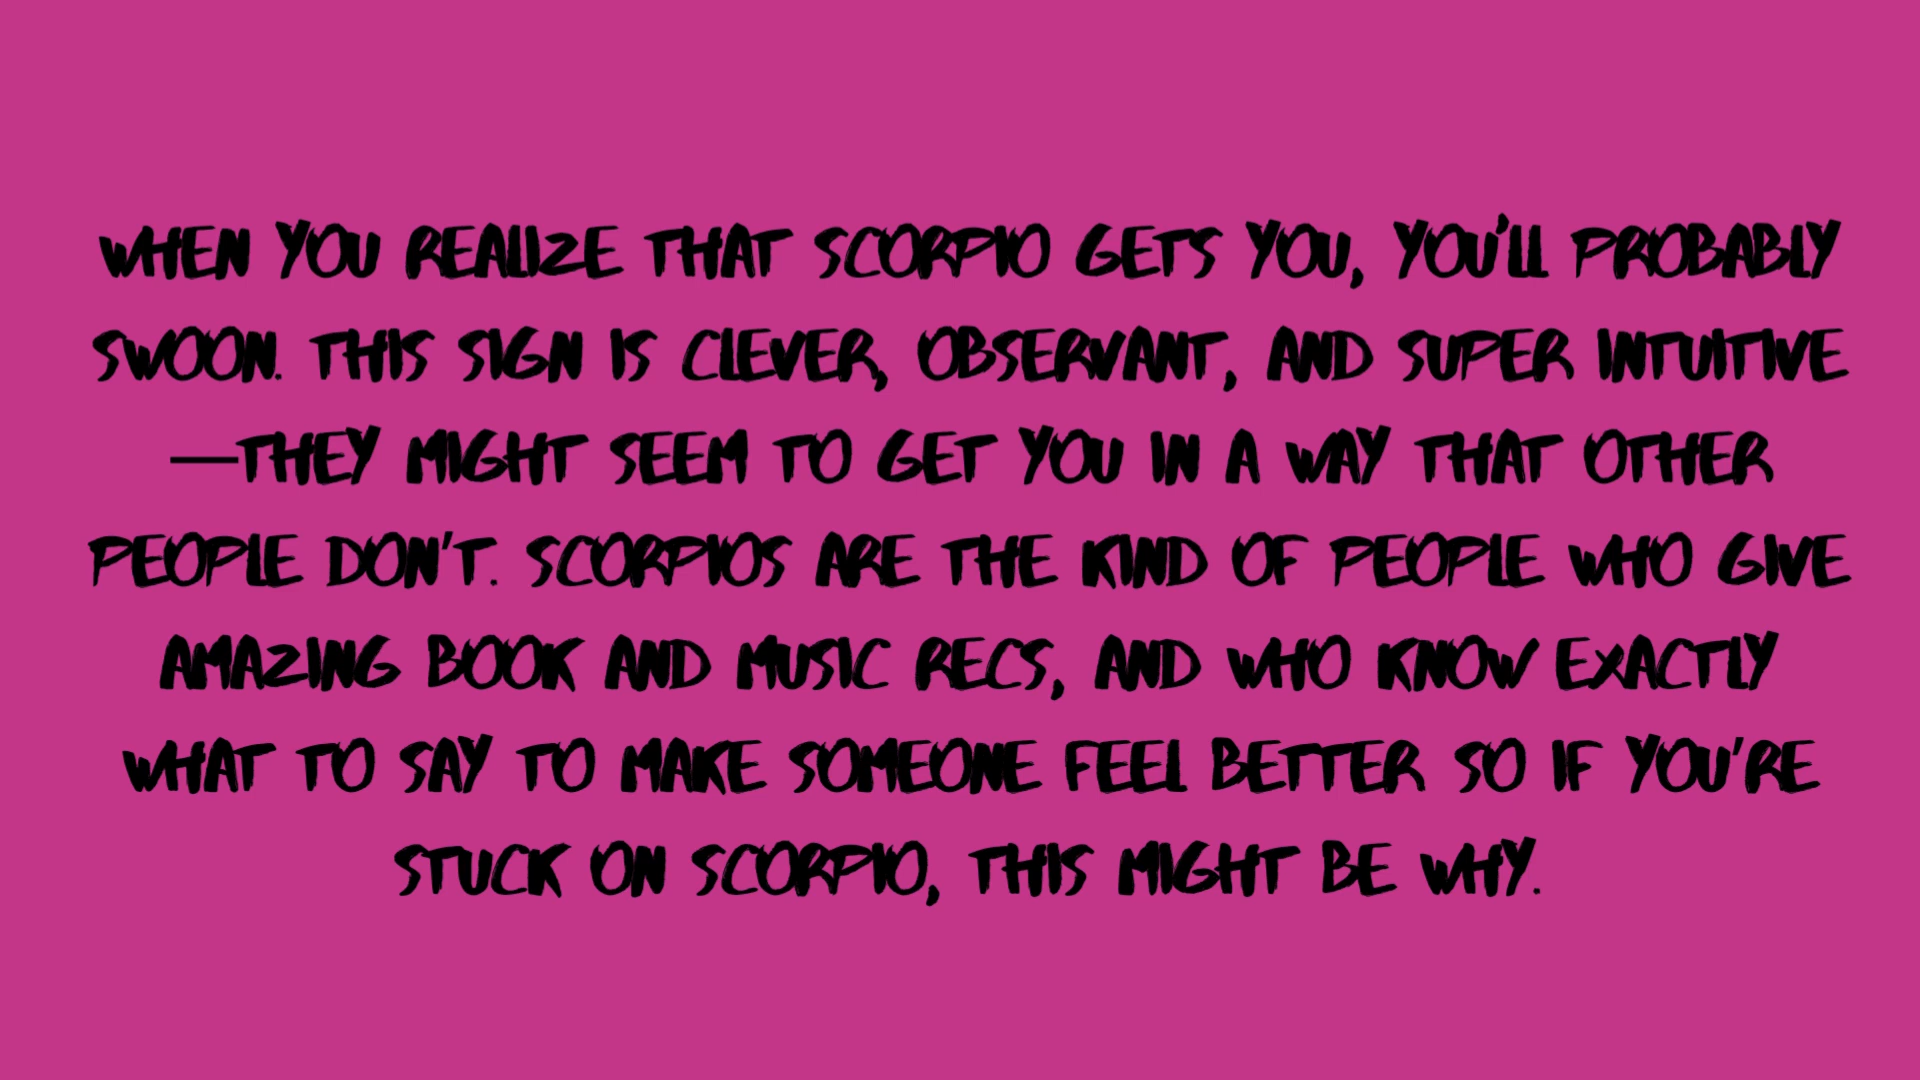 WHEN YOU REALIZE THAT SCORPIO GETS YOU, YOU'LL PROBABLY
SWOON. THIS SIGN IS CLEVER, OBSERVANT, AND SUPER INTUITIVE
—THEY MIGHT SEEM TO GET YOU IN A WAY THAT OTHER
PEOPLE DON'T. SCORPIOS ARE THE KIND OF PEOPLE WHO GIVE
AMAZING BOOK AND MUSIC RECS, AND WHO KNOW EXACTLY
WHAT TO SAY TO MAKE SOMEONE FEEL BETTER SO IF YOU'RE
STUCK ON SCORPIO, THIS MIGHT BE WHY.